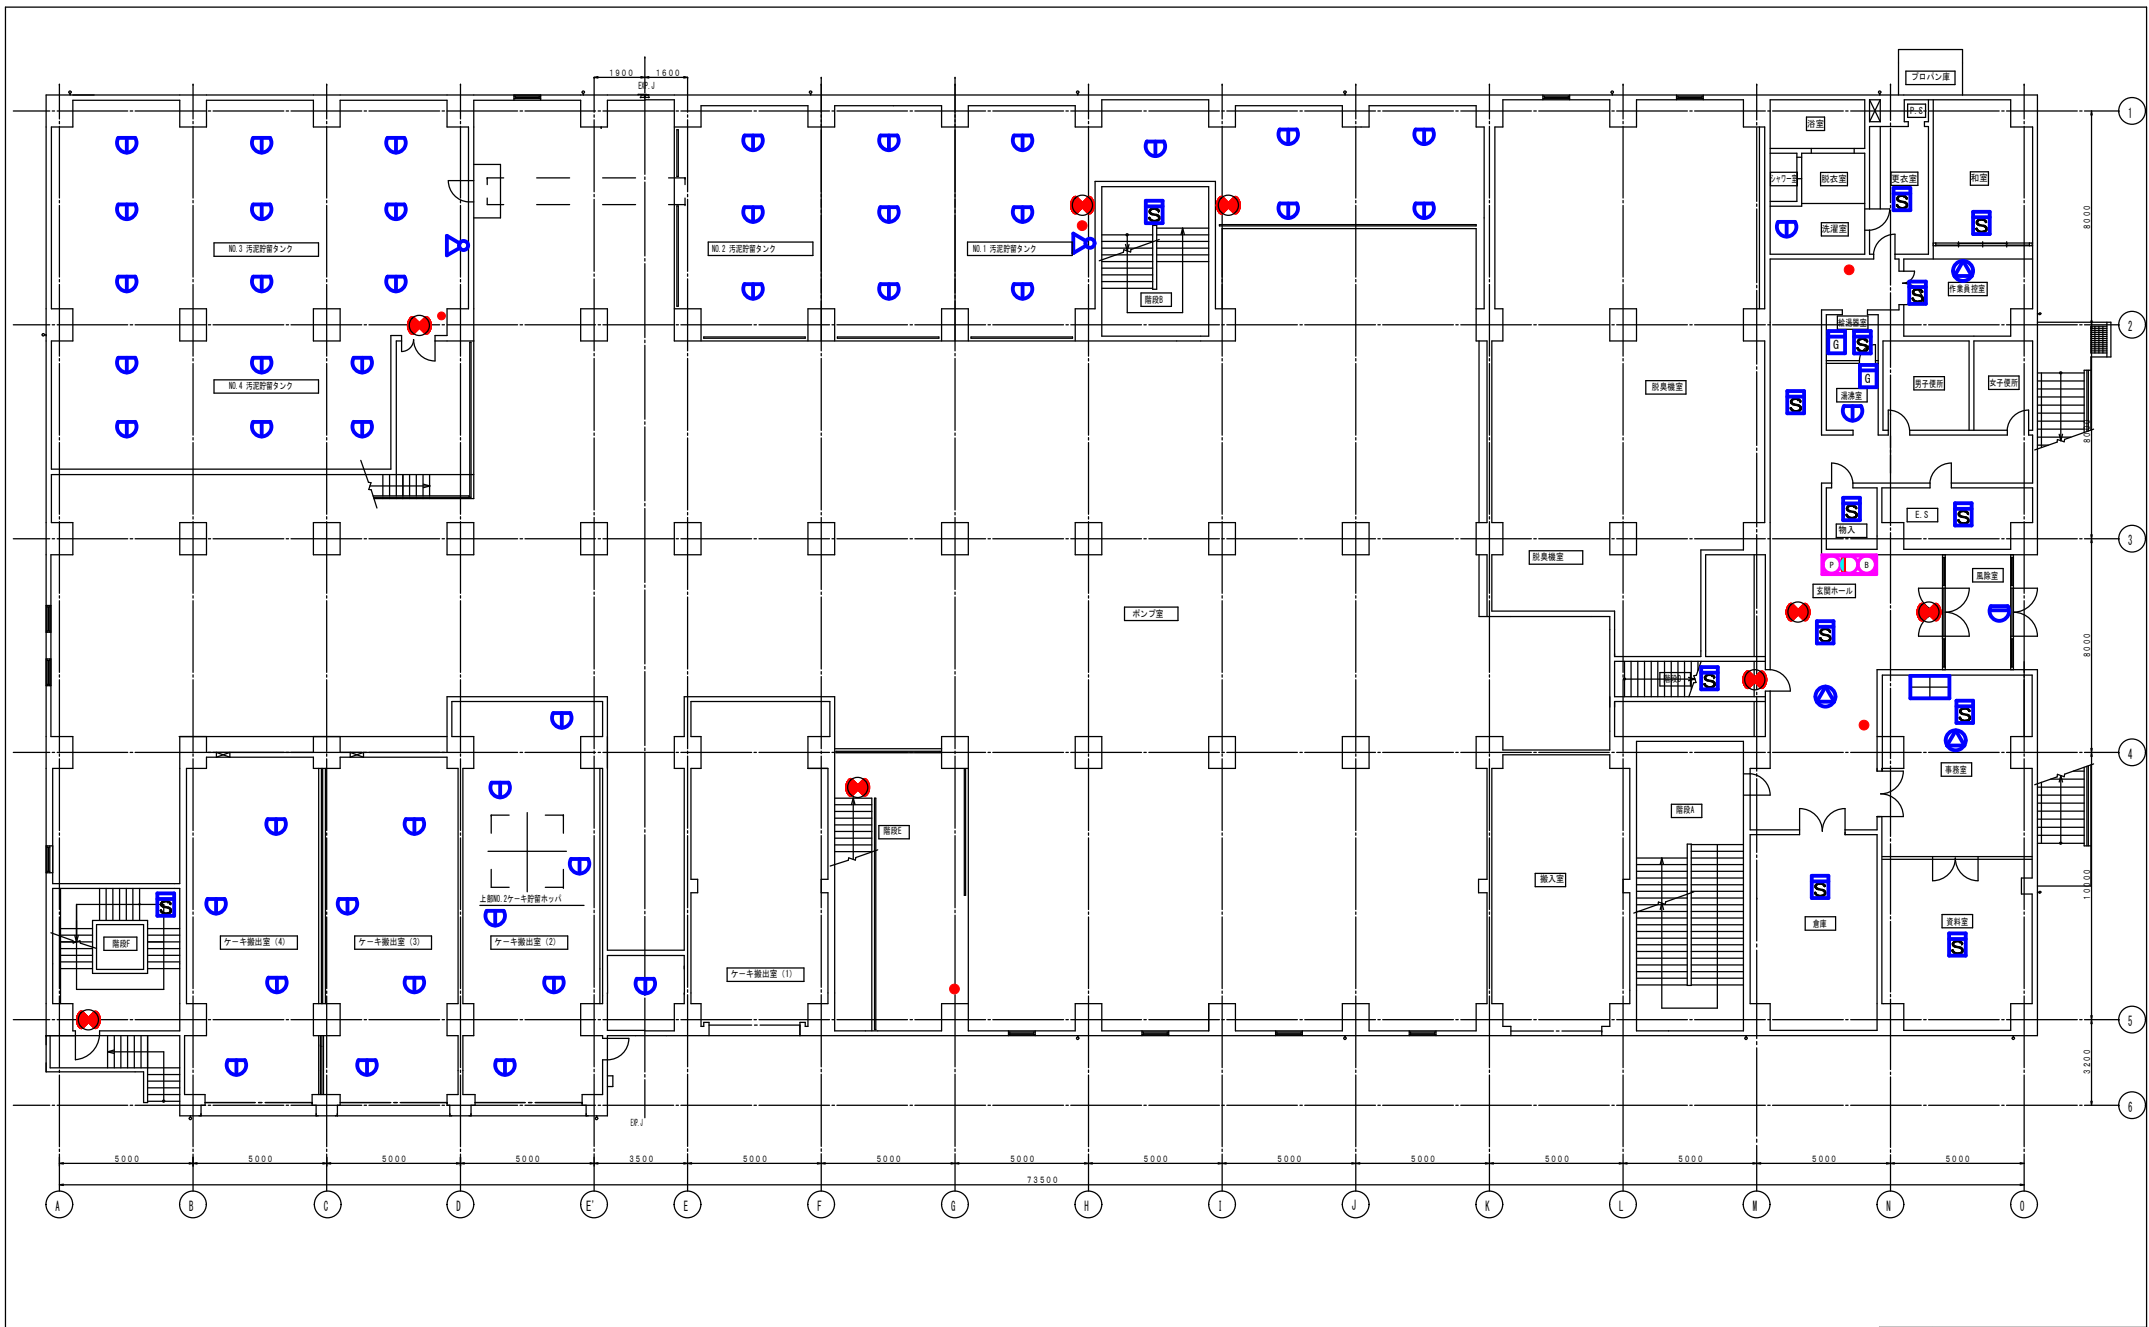 プロパン庫
1900
1600
EXP.J
1
P.S
浴室
シャワー室
脱衣室
更衣室
和室
洗濯室
8000
NO.3 汚泥貯留タンク
NO.2 汚泥貯留タンク
NO.1 汚泥貯留タンク
S
S
S
階段B
作業員控室
S
給湯器室
2
G
S
G
NO.4 汚泥貯留タンク
脱臭機室
湯沸室
男子便所
女子便所
S
8000
S
物入
E.S
S
3
脱臭機室
P
B
風除室
玄関ホール
ポンプ室
S
8000
階段D
S
S
4
事務室
階段A
階段E
上部NO.2ケーキ貯留ホッパ
搬入室
S
S
10000
倉庫
資料室
S
階段F
ケーキ搬出室 (4)
ケーキ搬出室 (3)
ケーキ搬出室 (2)
ケーキ搬出室 (1)
5
3200
6
EXP.J
5000
5000
5000
5000
3500
5000
5000
5000
5000
5000
5000
5000
5000
5000
5000
73500
A
B
C
D
E'
E
F
G
H
I
J
K
L
M
N
O